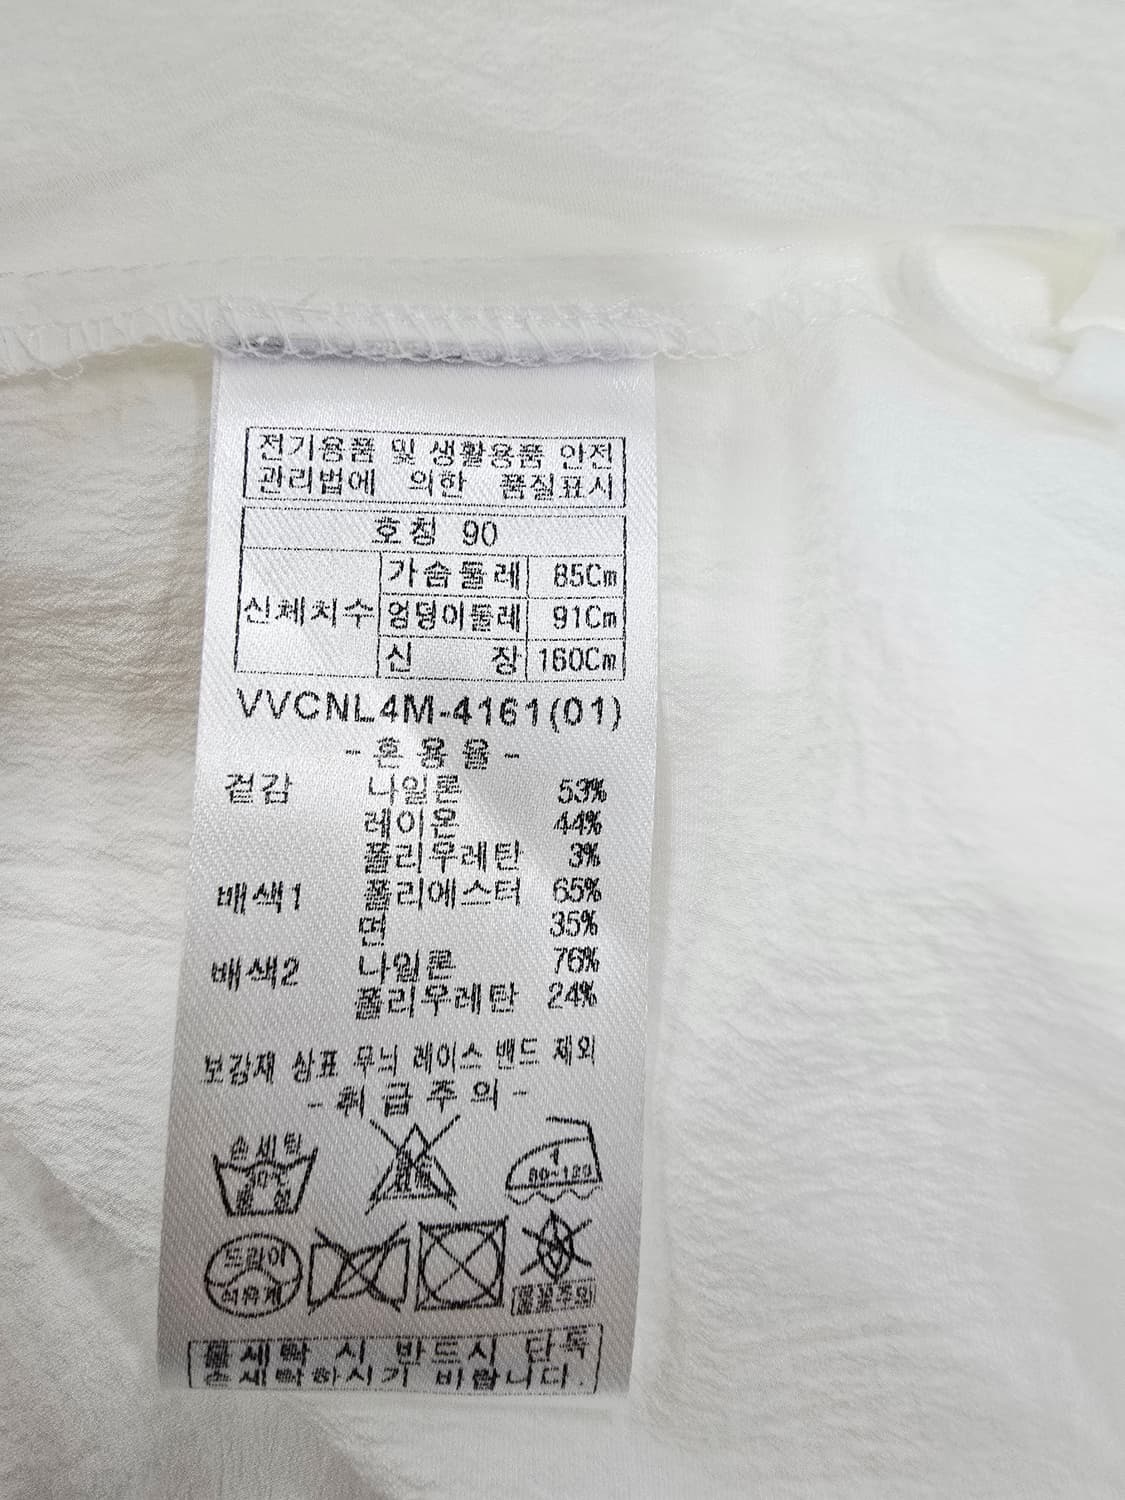 전기용품 및 생활용품 안전
관리법에 의한 품질표시
호칭 90
신체치수 가슴둘레 85Cm
엉덩이둘레 91Cm
신 장 160Cm
VVCNL4M-4161(01)
-혼용율-
겉감 나일론 53%
레이온 44%
폴리우레탄 3%
배색1 폴리에스터 65%
면 35%
배색2 나일론 76%
폴리우레탄 24%
보강재 상표 무늬 레이스 밴드 제외
-취급주의-
손세탁
30℃
중성
1
80~120
드라이
석유계
불꽃주의
물세탁 시 반드시 단독
손세탁하시기 바랍니다.